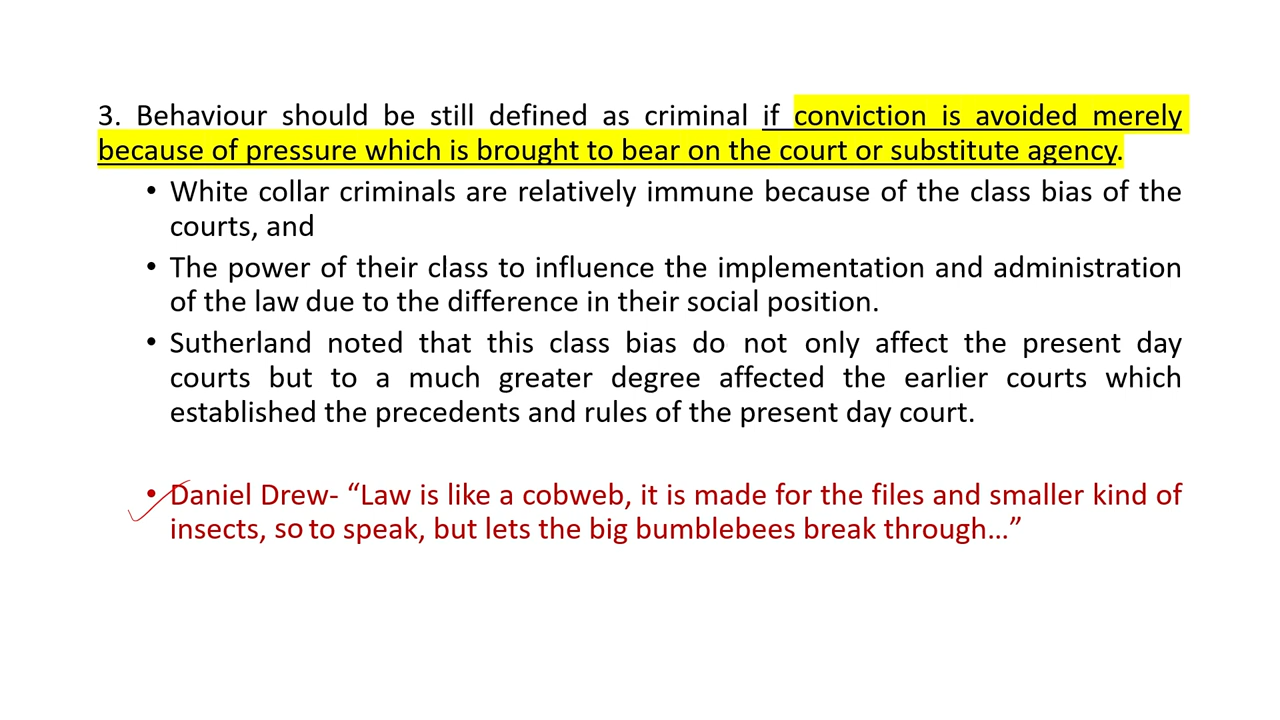 3. Behaviour should be still defined as criminal if conviction is avoided merely
because of pressure which is brought to bear on the court or substitute agency.
• White collar criminals are relatively immune because of the class bias of the
courts, and
• The power of their class to influence the implementation and administration
of the law due to the difference in their social position.
• Sutherland noted that this class bias do not only affect the present day
courts but to a much greater degree affected the earlier courts which
established the precedents and rules of the present day court.
• Daniel Drew- “Law is like a cobweb, it is made for the files and smaller kind of
insects, so to speak, but lets the big bumblebees break through…”